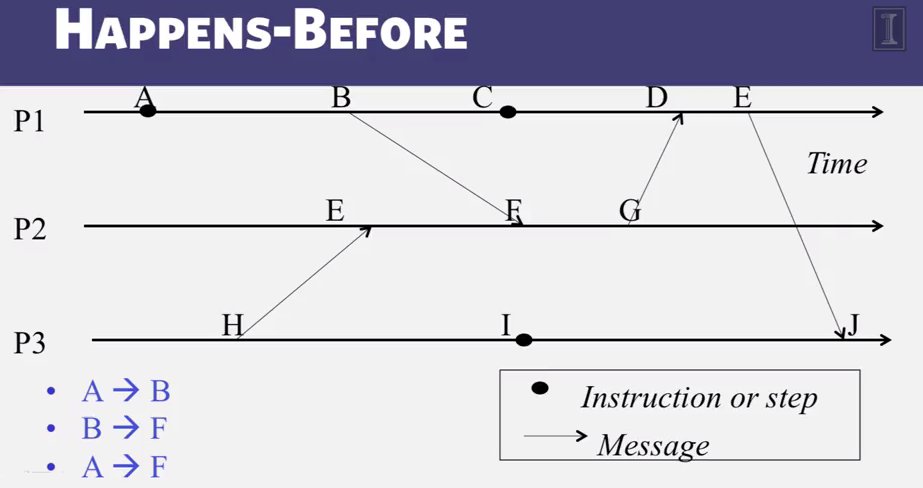 HAPPENS-BEFORE
I
A B C D E
P1
Time
E F G
P2
H I J
P3
• A → B
• B → F
• A → F
Instruction or step
Message